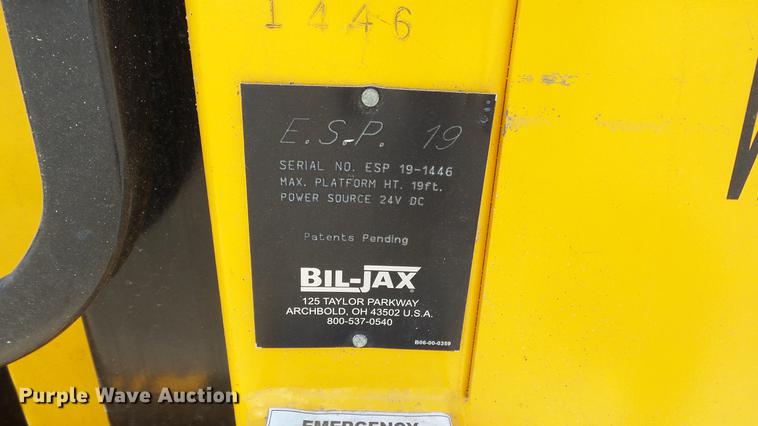 1446
E.S.P. 19
SERIAL NO. ESP 19-1446
MAX. PLATFORM HT. 19ft.
POWER SOURCE 24V DC
Patents Pending
BIL-JAX®
125 TAYLOR PARKWAY
ARCHBOLD, OH 43502 U.S.A.
800-537-0540
B06-00-0359
Purple Wave Auction
EMERGENCY